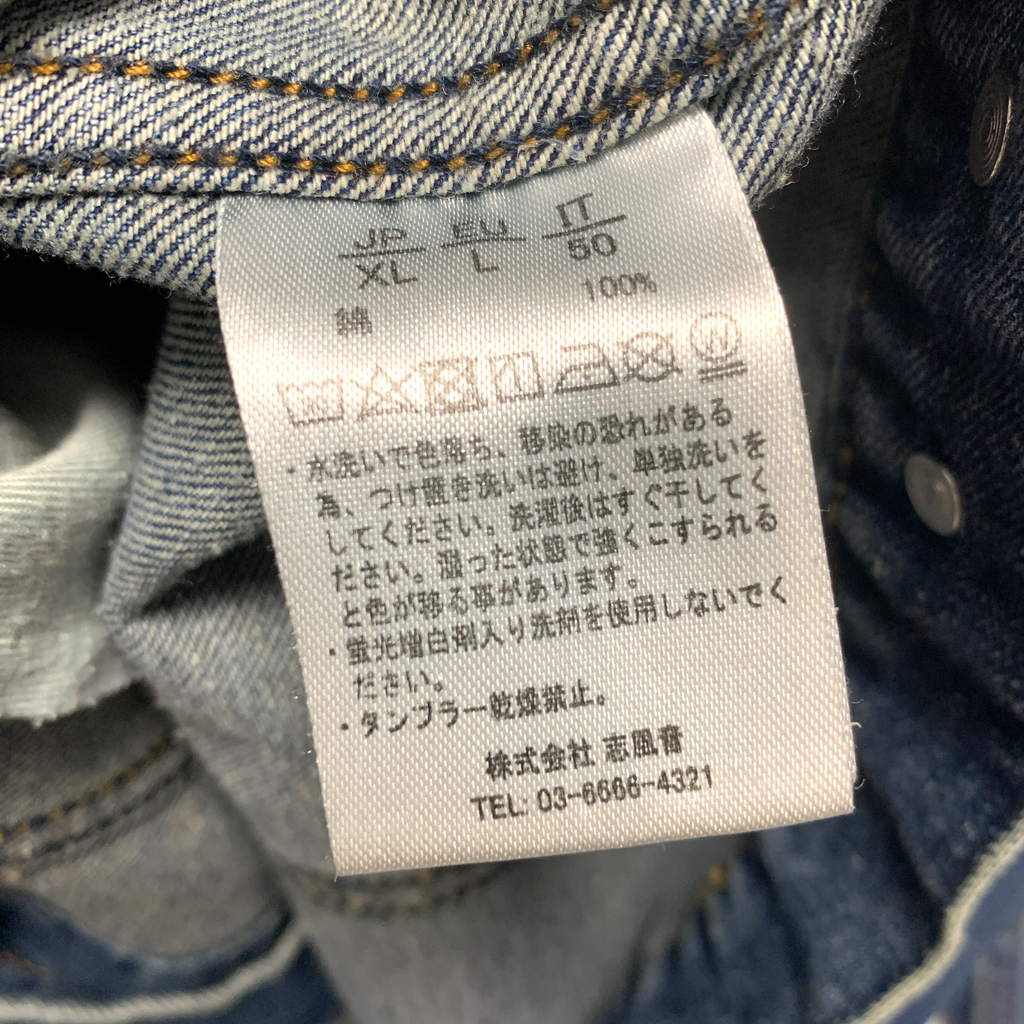 JP EU IT
XL L 50
綿 100%
・水洗いで色落ち、移染の恐れがある
為、つけ置き洗いは避け、単独洗いを
してください。洗濯後はすぐ干してく
ださい。湿った状態で強くこすられる
と色が移る事があります。
・蛍光増白剤入り洗剤を使用しないでく
ださい。
・タンブラー乾燥禁止。
株式会社 志風音
TEL: 03-6666-4321